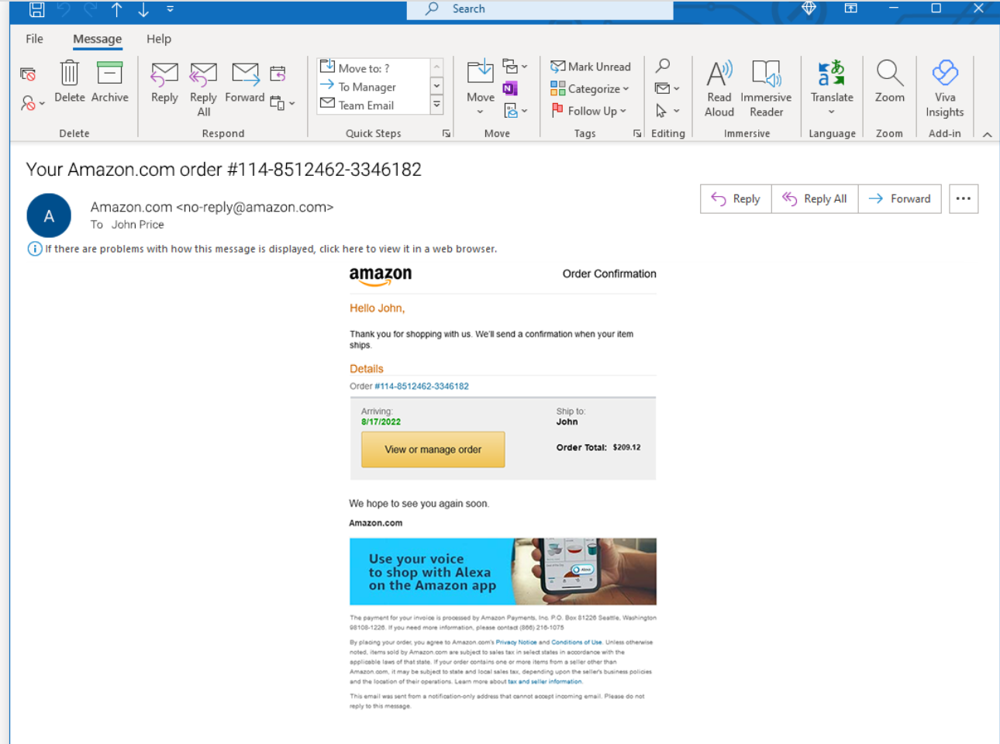 Search
File Message Help
Delete Archive
Reply Reply All Forward
Move to: ?
To Manager
Team Email
Move
Mark Unread
Categorize
Follow Up
Read Aloud
Immersive Reader
Translate
Zoom
Viva Insights
Delete Respond Quick Steps Move Tags Editing Immersive Language Zoom Add-in
Your Amazon.com order #114-8512462-3346182
A
Amazon.com <no-reply@amazon.com>
To John Price
Reply Reply All Forward
If there are problems with how this message is displayed, click here to view it in a web browser.
amazon
Order Confirmation
Hello John,
Thank you for shopping with us. We'll send a confirmation when your item
ships.
Details
Order #114-8512462-3346182
Arriving:
8/17/2022
View or manage order
Ship to:
John
Order Total: $209.12
We hope to see you again soon.
Amazon.com
Use your voice
to shop with Alexa
on the Amazon app
Alexa
The payment for your invoice is processed by Amazon Payments, Inc. P.O. Box 81226 Seattle, Washington
98108-1226. If you need more information, please contact (866) 216-1075
By placing your order, you agree to Amazon.com's Privacy Notice and Conditions of Use. Unless otherwise
noted, items sold by Amazon.com are subject to sales tax in select states in accordance with the
applicable laws of that state. If your order contains one or more items from a seller other than
Amazon.com, it may be subject to state and local sales tax, depending upon the seller's business policies
and the location of their operations. Learn more about tax and seller information.
This email was sent from a notification-only address that cannot accept incoming email. Please do not
reply to this message.